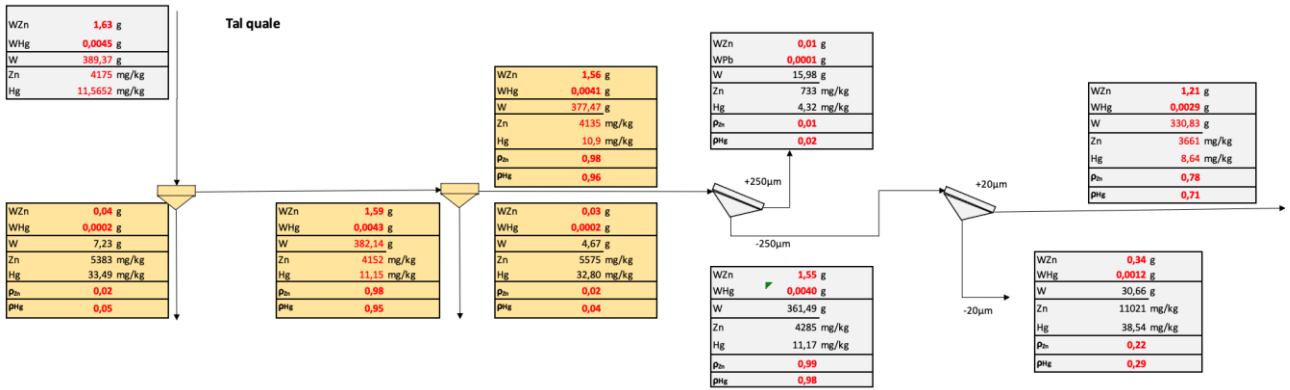 WZn 1,63 g
WHg 0,0045 g
W 389,37 g
Zn 4175 mg/kg
Hg 11,5652 mg/kg
Tal quale
WZn 0,04 g
WHg 0,0002 g
W 7,23 g
Zn 5383 mg/kg
Hg 33,49 mg/kg
ρZn 0,02
ρHg 0,05
WZn 1,59 g
WHg 0,0043 g
W 382,14 g
Zn 4152 mg/kg
Hg 11,15 mg/kg
ρZn 0,98
ρHg 0,95
WZn 1,56 g
WHg 0,0041 g
W 377,47 g
Zn 4135 mg/kg
Hg 10,9 mg/kg
ρZn 0,98
ρHg 0,96
WZn 0,03 g
WHg 0,0002 g
W 4,67 g
Zn 5575 mg/kg
Hg 32,80 mg/kg
ρZn 0,02
ρHg 0,04
WZn 0,01 g
WPb 0,0001 g
W 15,98 g
Zn 733 mg/kg
Hg 4,32 mg/kg
ρZn 0,01
ρHg 0,02
+250µm
-250µm
WZn 1,55 g
WHg 0,0040 g
W 361,49 g
Zn 4285 mg/kg
Hg 11,17 mg/kg
ρZn 0,99
ρHg 0,98
+20µm
-20µm
WZn 1,21 g
WHg 0,0029 g
W 330,83 g
Zn 3661 mg/kg
Hg 8,64 mg/kg
ρZn 0,78
ρHg 0,71
WZn 0,34 g
WHg 0,0012 g
W 30,66 g
Zn 11021 mg/kg
Hg 38,54 mg/kg
ρZn 0,22
ρHg 0,29